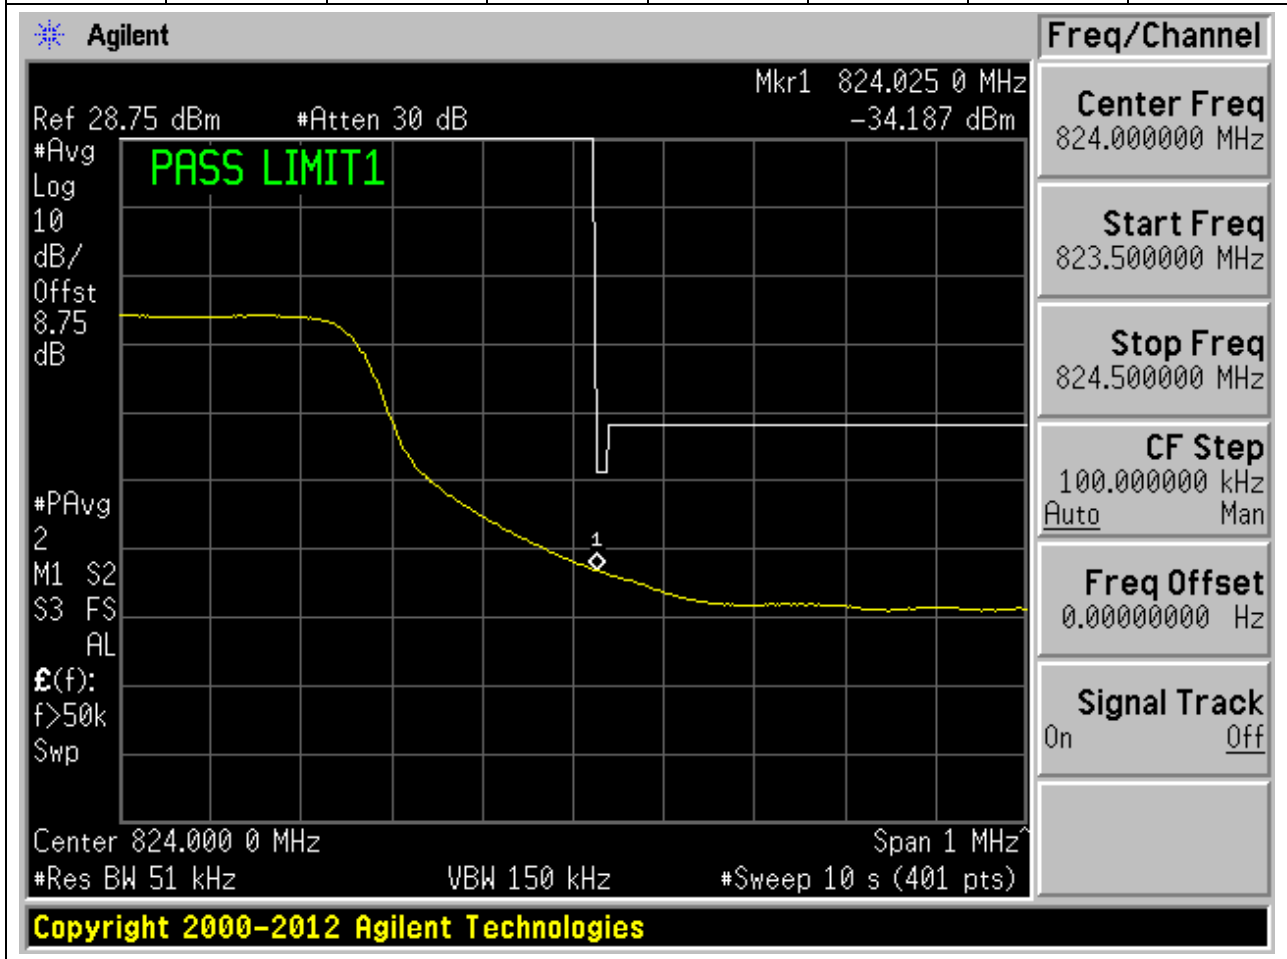 Agilent
Freq/Channel
Mkr1 824.025 0 MHz
Ref 28.75 dBm #Atten 30 dB -34.187 dBm
#Avg
Log
10
dB/
Offst
8.75
dB
PASS LIMIT1
#PAvg
2
M1 S2
S3 FS
AL
£(f):
f>50k
Swp
1
Center 824.000 0 MHz Span 1 MHz^
#Res BW 51 kHz VBW 150 kHz #Sweep 10 s (401 pts)
Center Freq
824.000000 MHz
Start Freq
823.500000 MHz
Stop Freq
824.500000 MHz
CF Step
100.000000 kHz
Auto Man
Freq Offset
0.00000000 Hz
Signal Track
On Off
Copyright 2000-2012 Agilent Technologies